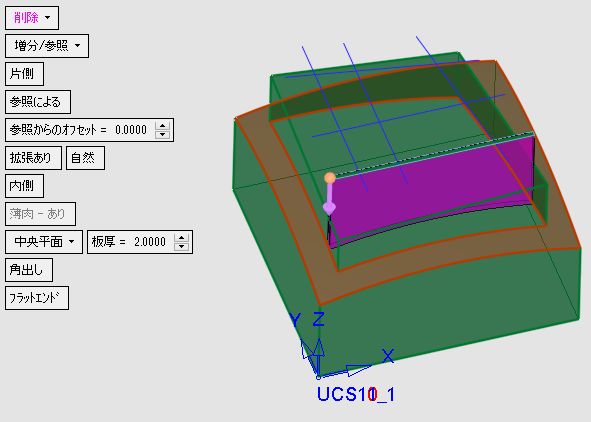 削除
増分/参照
片側
参照による
参照からのオフセット = 0.0000
拡張あり 自然
内側
薄肉 - あり
中央平面 板厚 = 2.0000
角出し
フラットエンド
Y Z
X